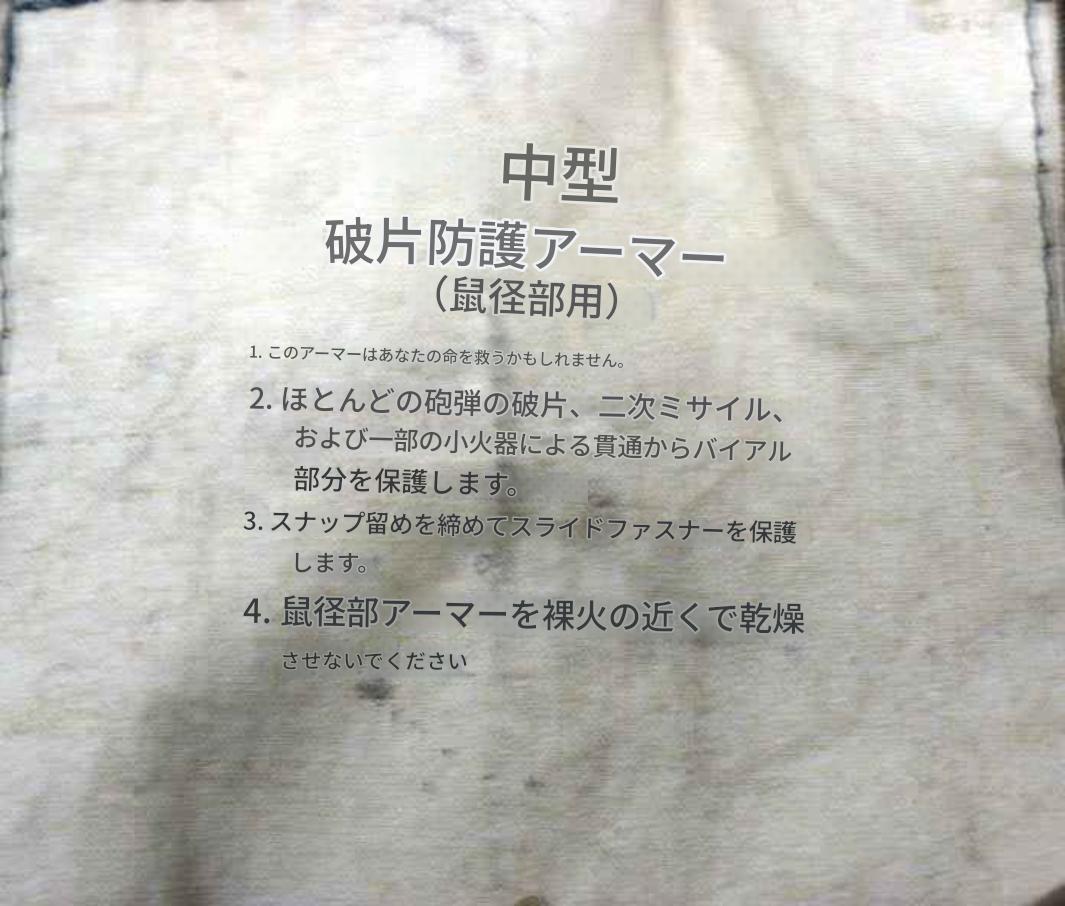 中型
破片防護アーマー
（鼠径部用）
1. このアーマーはあなたの命を救うかもしれません。
2. ほとんどの砲弾の破片、二次ミサイル、
および一部の小火器による貫通からバイアル
部分を保護します。
3. スナップ留めを締めてスライドファスナーを保護
します。
4. 鼠径部アーマーを裸火の近くで乾燥
させないでください